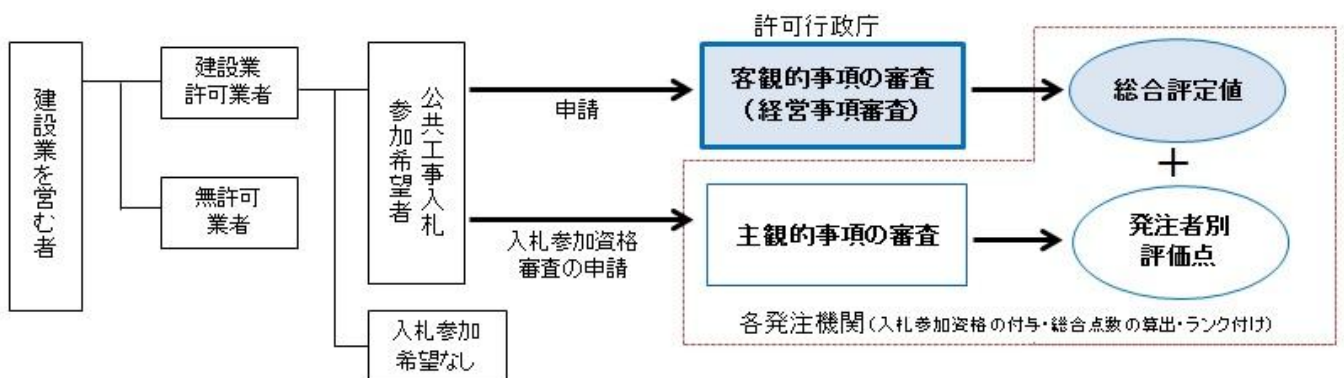 建設業を営む者
建設業
許可業者
無許可
業者
公共工事入札
参加希望者
入札参加
希望なし
申請
入札参加資格
審査の申請
許可行政庁
客観的事項の審査
(経営事項審査)
主観的事項の審査
総合評定値
+
発注者別
評価点
各発注機関(入札参加資格の付与・総合点数の算出・ランク付け)